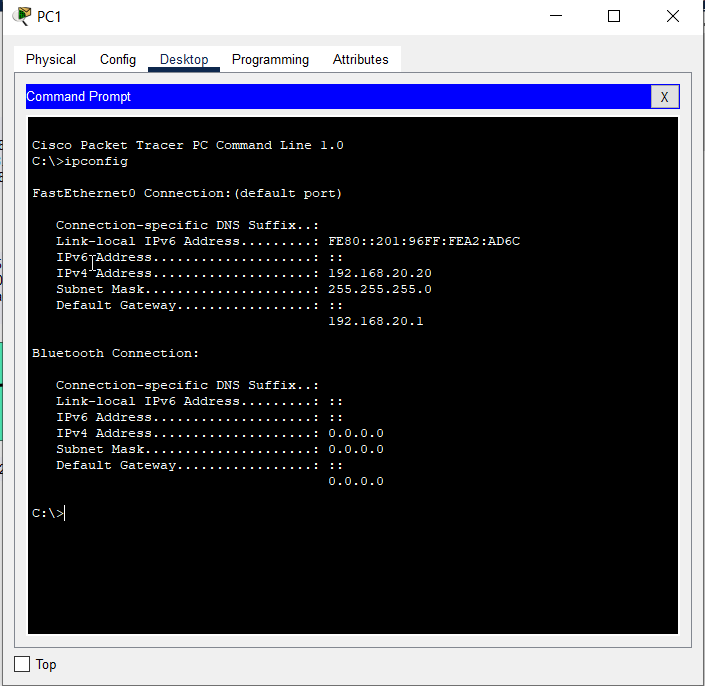 PC1
Physical Config Desktop Programming Attributes
Command Prompt X
Cisco Packet Tracer PC Command Line 1.0
C:\>ipconfig
FastEthernet0 Connection:(default port)
Connection-specific DNS Suffix..:
Link-local IPv6 Address.........: FE80::201:96FF:FEA2:AD6C
IPv6 Address....................: ::
IPv4 Address....................: 192.168.20.20
Subnet Mask.....................: 255.255.255.0
Default Gateway.................: ::
192.168.20.1
Bluetooth Connection:
Connection-specific DNS Suffix..:
Link-local IPv6 Address.........: ::
IPv6 Address....................: ::
IPv4 Address....................: 0.0.0.0
Subnet Mask.....................: 0.0.0.0
Default Gateway.................: ::
0.0.0.0
C:\>
Top